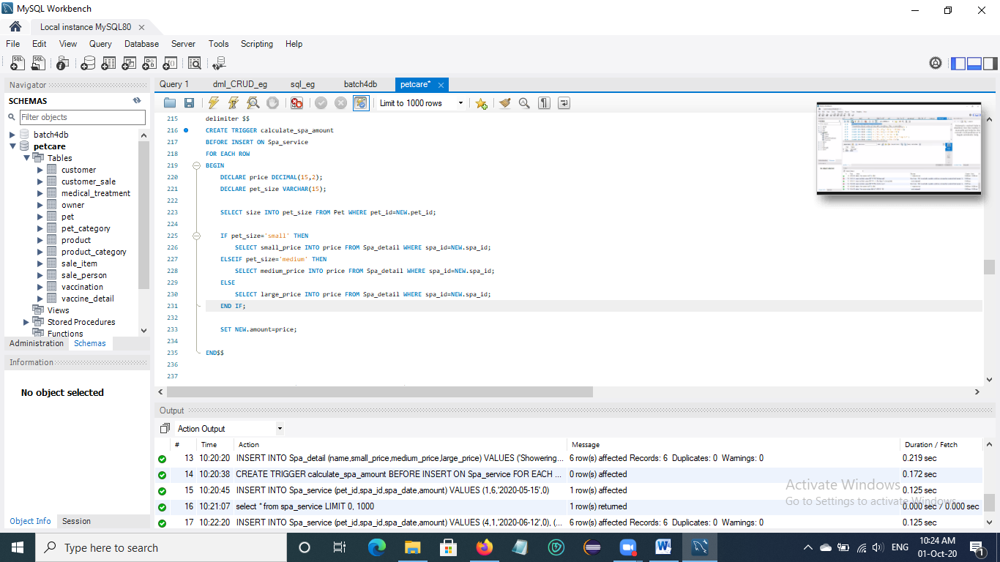 MySQL Workbench
Local instance MySQL80
File Edit View Query Database Server Tools Scripting Help
Navigator
SCHEMAS
Filter objects
batch4db
petcare
Tables
customer
customer_sale
medical_treatment
owner
pet
pet_category
product
product_category
sale_item
sale_person
vaccination
vaccine_detail
Views
Stored Procedures
Functions
Administration Schemas
Information
No object selected
Object Info Session
Query 1 dml_CRUD_eg sql_eg batch4db petcare*
Limit to 1000 rows
215 delimiter $$
216 CREATE TRIGGER calculate_spa_amount
217 BEFORE INSERT ON Spa_service
218 FOR EACH ROW
219 BEGIN
220 DECLARE price DECIMAL(15,2);
221 DECLARE pet_size VARCHAR(15);
222
223 SELECT size INTO pet_size FROM Pet WHERE pet_id=NEW.pet_id;
224
225 IF pet_size='small' THEN
226 SELECT small_price INTO price FROM Spa_detail WHERE spa_id=NEW.spa_id;
227 ELSEIF pet_size='medium' THEN
228 SELECT medium_price INTO price FROM Spa_detail WHERE spa_id=NEW.spa_id;
229 ELSE
230 SELECT large_price INTO price FROM Spa_detail WHERE spa_id=NEW.spa_id;
231 END IF;
232
233 SET NEW.amount=price;
234
235 END$$
236
237
Output
Action Output
# Time Action Message Duration / Fetch
13 10:20:20 INSERT INTO Spa_detail (name,small_price,medium_price,large_price) VALUES ('Showering... 6 row(s) affected Records: 6 Duplicates: 0 Warnings: 0 0.219 sec
14 10:20:38 CREATE TRIGGER calculate_spa_amount BEFORE INSERT ON Spa_service FOR EACH ... 0 row(s) affected 0.172 sec
15 10:20:45 INSERT INTO Spa_service (pet_id,spa_id,spa_date,amount) VALUES (1,6,'2020-05-15',0) 1 row(s) affected 0.125 sec
16 10:21:07 select * from spa_service LIMIT 0, 1000 1 row(s) returned 0.000 sec / 0.000 sec
17 10:22:20 INSERT INTO Spa_service (pet_id,spa_id,spa_date,amount) VALUES (4,1,'2020-06-12',0), (... 6 row(s) affected Records: 6 Duplicates: 0 Warnings: 0 0.125 sec
Activate Windows
Go to Settings to activate Windows.
Type here to search
ENG
10:24 AM
01-Oct-20
1